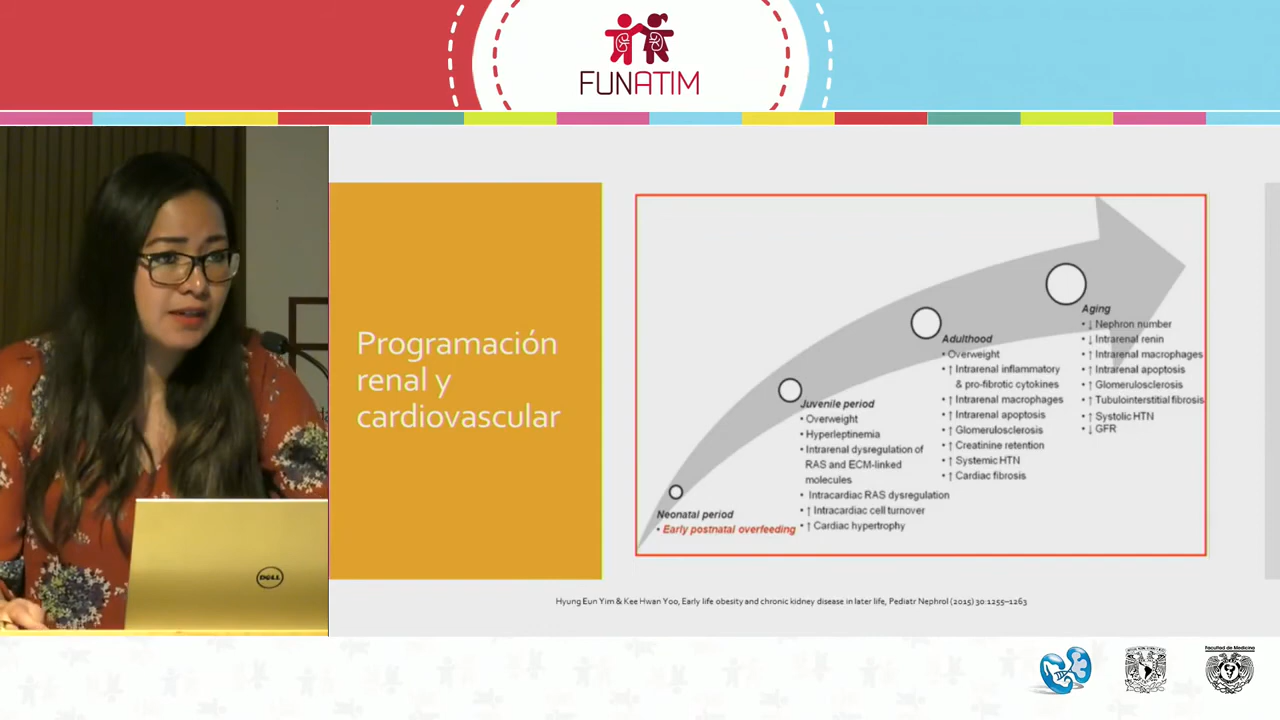 FUNATIM
Programación
renal y
cardiovascular
Neonatal period
• Early postnatal overfeeding
Juvenile period
• Overweight
• Hyperleptinemia
• Intrarenal dysregulation of
RAS and ECM-linked
molecules
• Intracardiac RAS dysregulation
• ↑ Intracardiac cell turnover
• ↑ Cardiac hypertrophy
Adulthood
• Overweight
• ↑ Intrarenal inflammatory
& pro-fibrotic cytokines
• ↑ Intrarenal macrophages
• ↑ Intrarenal apoptosis
• ↑ Glomerulosclerosis
• ↑ Creatinine retention
• ↑ Systemic HTN
• ↑ Cardiac fibrosis
Aging
• ↓ Nephron number
• ↓ Intrarenal renin
• ↑ Intrarenal macrophages
• ↑ Intrarenal apoptosis
• ↑ Glomerulosclerosis
• ↑ Tubulointerstitial fibrosis
• ↑ Systolic HTN
• ↓ GFR
Hyung Eun Yim & Kee Hwan Yoo, Early life obesity and chronic kidney disease in later life, Pediatr Nephrol (2015) 30:1255–1263
DELL
Facultad de Medicina